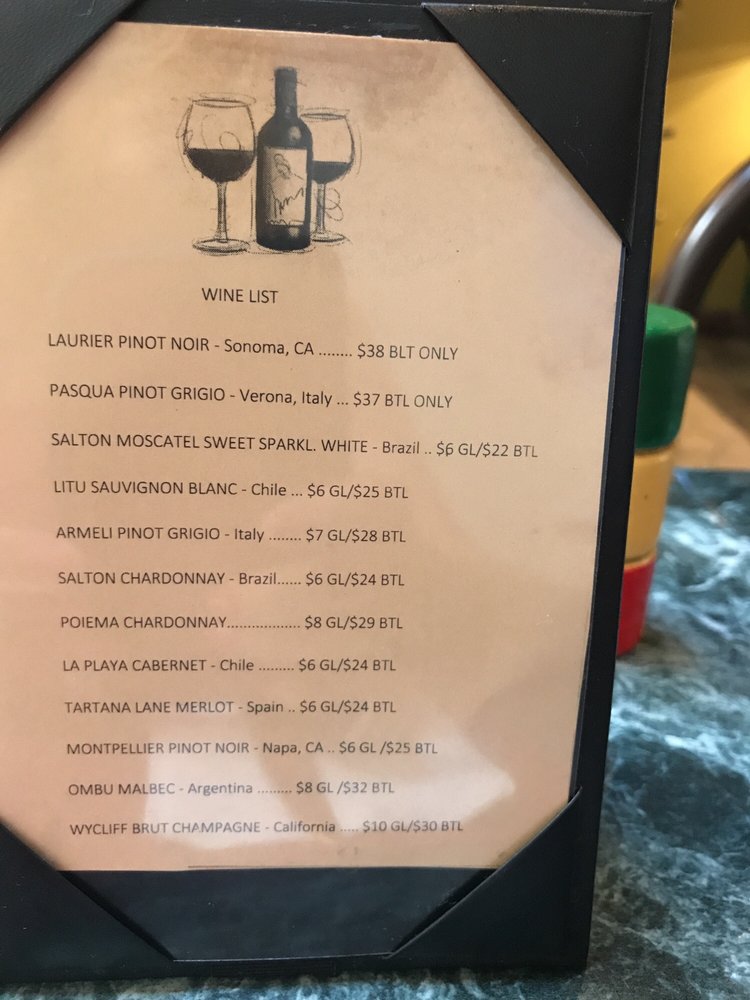 WINE LIST
LAURIER PINOT NOIR - Sonoma, CA ........ $38 BLT ONLY
PASQUA PINOT GRIGIO - Verona, Italy ... $37 BTL ONLY
SALTON MOSCATEL SWEET SPARKL. WHITE - Brazil .. $6 GL/$22 BTL
LITU SAUVIGNON BLANC - Chile ... $6 GL/$25 BTL
ARMELI PINOT GRIGIO - Italy ........ $7 GL/$28 BTL
SALTON CHARDONNAY - Brazil...... $6 GL/$24 BTL
POIEMA CHARDONNAY.................. $8 GL/$29 BTL
LA PLAYA CABERNET - Chile ......... $6 GL/$24 BTL
TARTANA LANE MERLOT - Spain .. $6 GL/$24 BTL
MONTPELLIER PINOT NOIR - Napa, CA .. $6 GL /$25 BTL
OMBU MALBEC - Argentina ......... $8 GL /$32 BTL
WYCLIFF BRUT CHAMPAGNE - California ..... $10 GL/$30 BTL